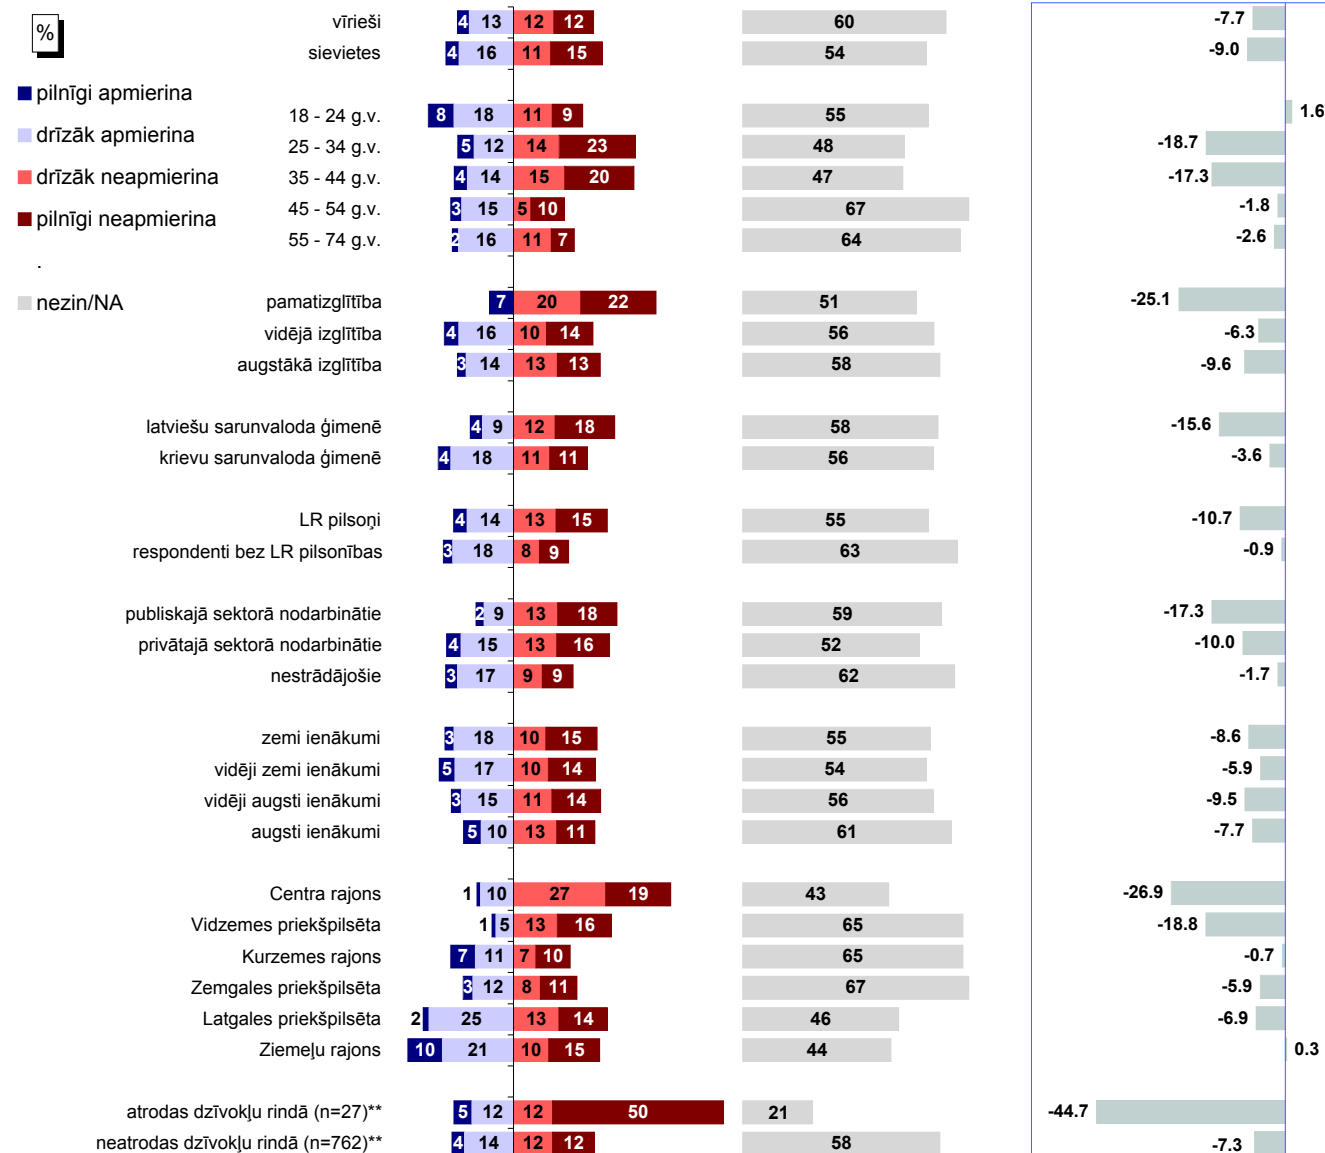 %
pilnīgi apmierina
drīzāk apmierina
drīzāk neapmierina
pilnīgi neapmierina
.
nezin/NA
vīrieši 4 13 12 12 60 -7.7
sievietes 4 16 11 15 54 -9.0
18 - 24 g.v. 8 18 11 9 55 1.6
25 - 34 g.v. 5 12 14 23 48 -18.7
35 - 44 g.v. 4 14 15 20 47 -17.3
45 - 54 g.v. 3 15 5 10 67 -1.8
55 - 74 g.v. 2 16 11 7 64 -2.6
pamatizglītība 7 20 22 51 -25.1
vidējā izglītība 4 16 10 14 56 -6.3
augstākā izglītība 3 14 13 13 58 -9.6
latviešu sarunvaloda ģimenē 4 9 12 18 58 -15.6
krievu sarunvaloda ģimenē 4 18 11 11 56 -3.6
LR pilsoņi 4 14 13 15 55 -10.7
respondenti bez LR pilsonības 3 18 8 9 63 -0.9
publiskajā sektorā nodarbinātie 2 9 13 18 59 -17.3
privātajā sektorā nodarbinātie 4 15 13 16 52 -10.0
nestrādājošie 3 17 9 9 62 -1.7
zemi ienākumi 3 18 10 15 55 -8.6
vidēji zemi ienākumi 5 17 10 14 54 -5.9
vidēji augsti ienākumi 3 15 11 14 56 -9.5
augsti ienākumi 5 10 13 11 61 -7.7
Centra rajons 1 10 27 19 43 -26.9
Vidzemes priekšpilsēta 1 5 13 16 65 -18.8
Kurzemes rajons 7 11 7 10 65 -0.7
Zemgales priekšpilsēta 3 12 8 11 67 -5.9
Latgales priekšpilsēta 2 25 13 14 46 -6.9
Ziemeļu rajons 10 21 10 15 44 0.3
atrodas dzīvokļu rindā (n=27)** 5 12 12 50 21 -44.7
neatrodas dzīvokļu rindā (n=762)** 4 14 12 12 58 -7.3